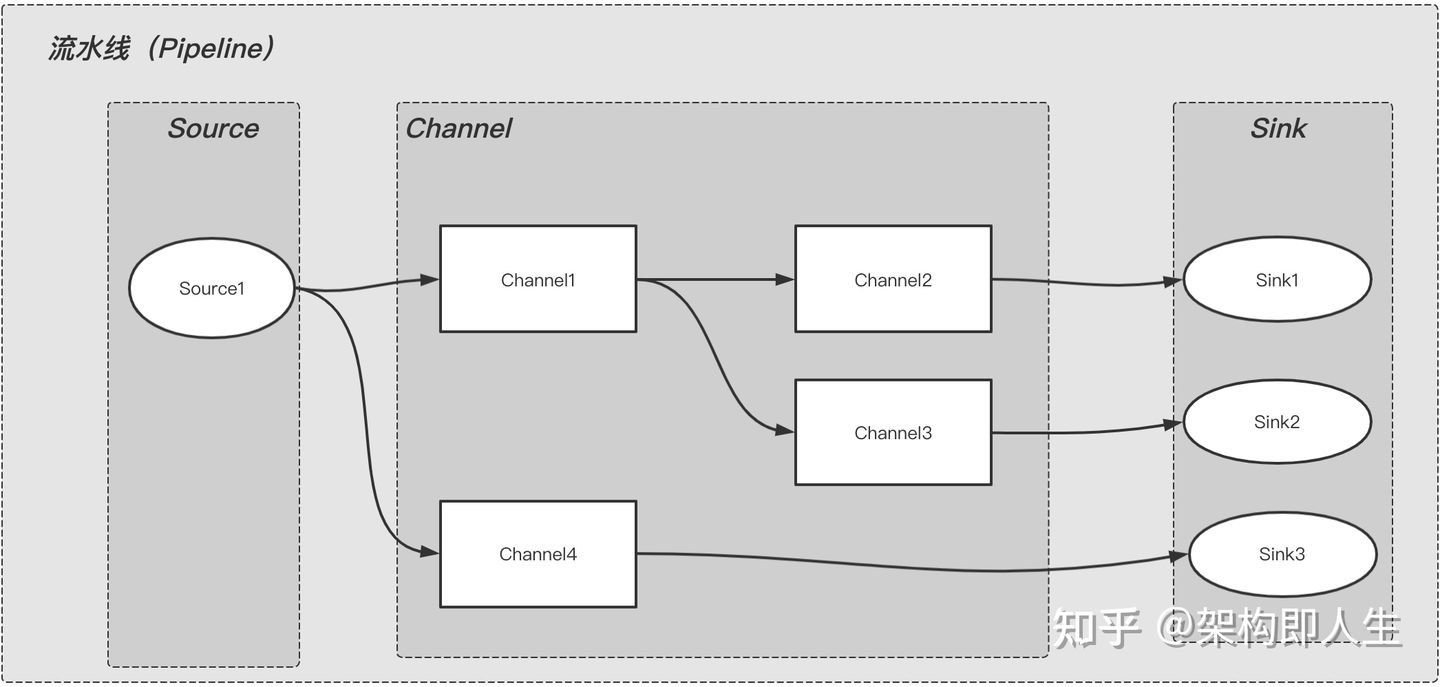 流水线（Pipeline）
Source
Channel
Sink
Source1
Channel1
Channel2
Sink1
Channel3
Sink2
Channel4
Sink3
知乎 @架构即人生